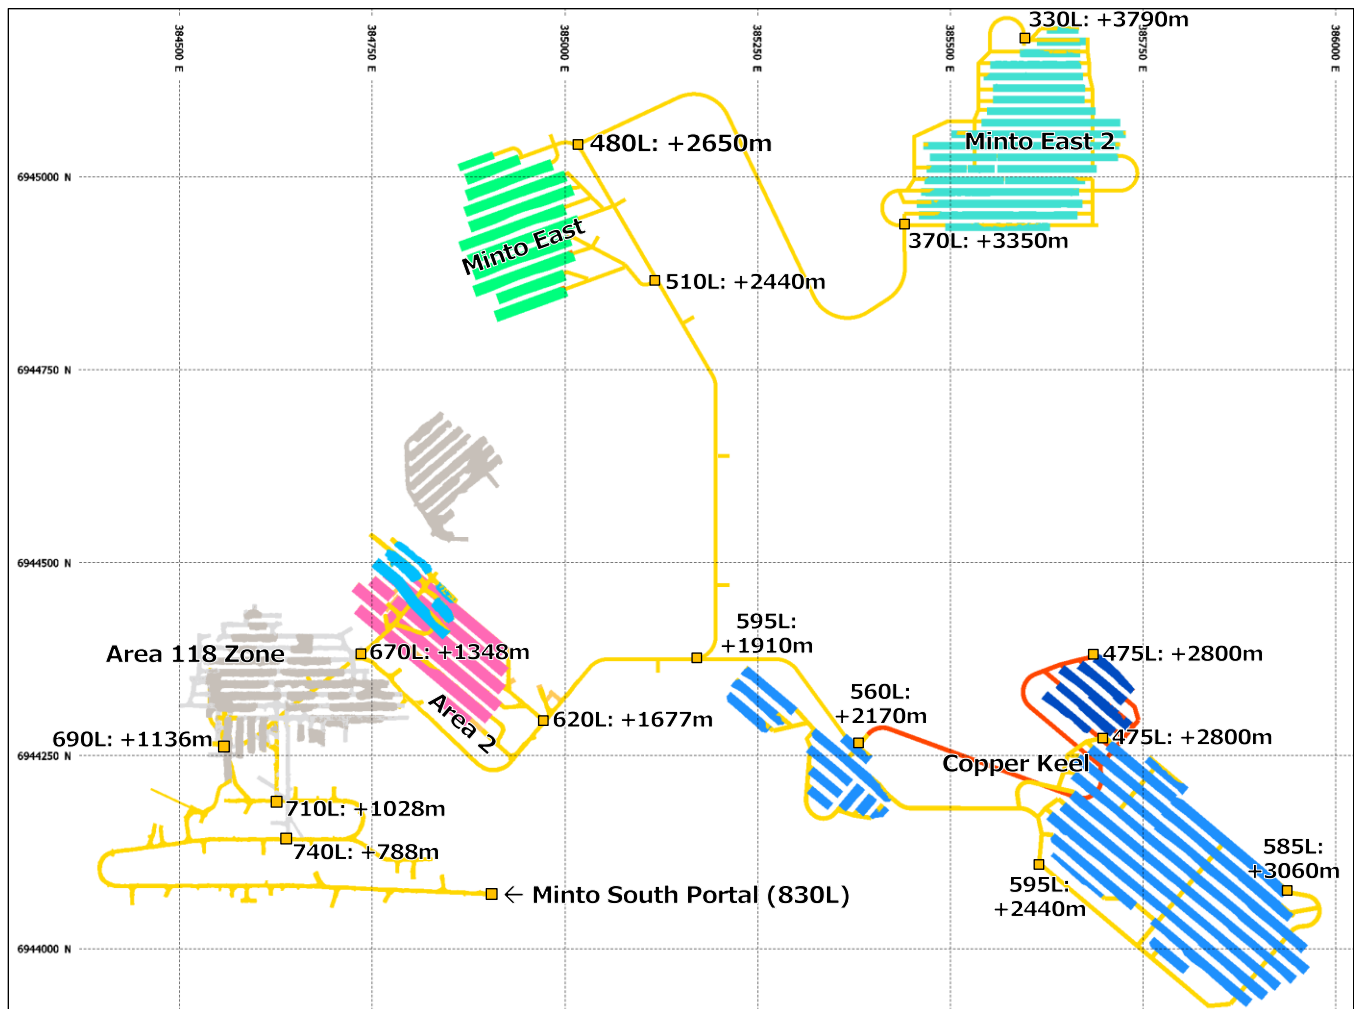 384500 E
384750 E
385000 E
385250 E
385500 E
385750 E
386000 E
330L: +3790m
480L: +2650m
Minto East 2
6945000 N
Minto East
370L: +3350m
510L: +2440m
6944750 N
6944500 N
595L:
+1910m
Area 118 Zone
670L: +1348m
475L: +2800m
560L:
+2170m
Area 2
620L: +1677m
690L: +1136m
475L: +2800m
6944250 N
Copper Keel
710L: +1028m
740L: +788m
585L:
+3060m
595L:
+2440m
← Minto South Portal (830L)
6944000 N